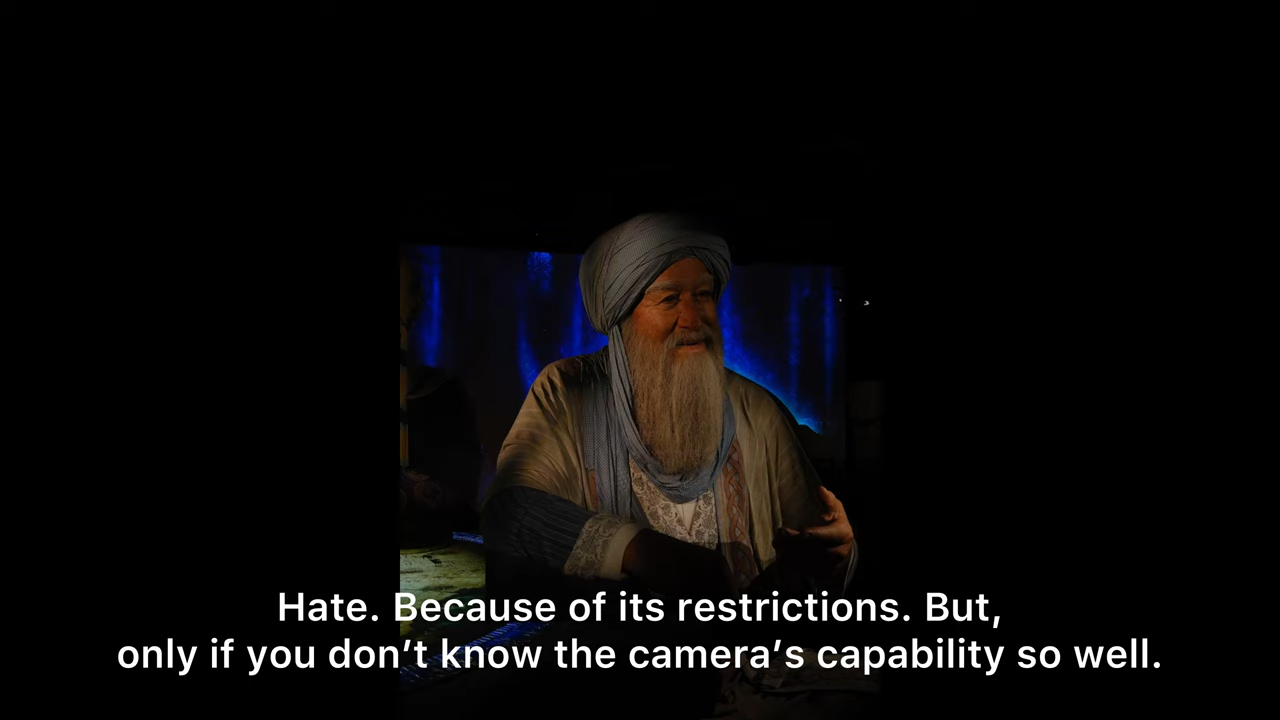 Hate. Because of its restrictions. But,
only if you don’t know the camera’s capability so well.